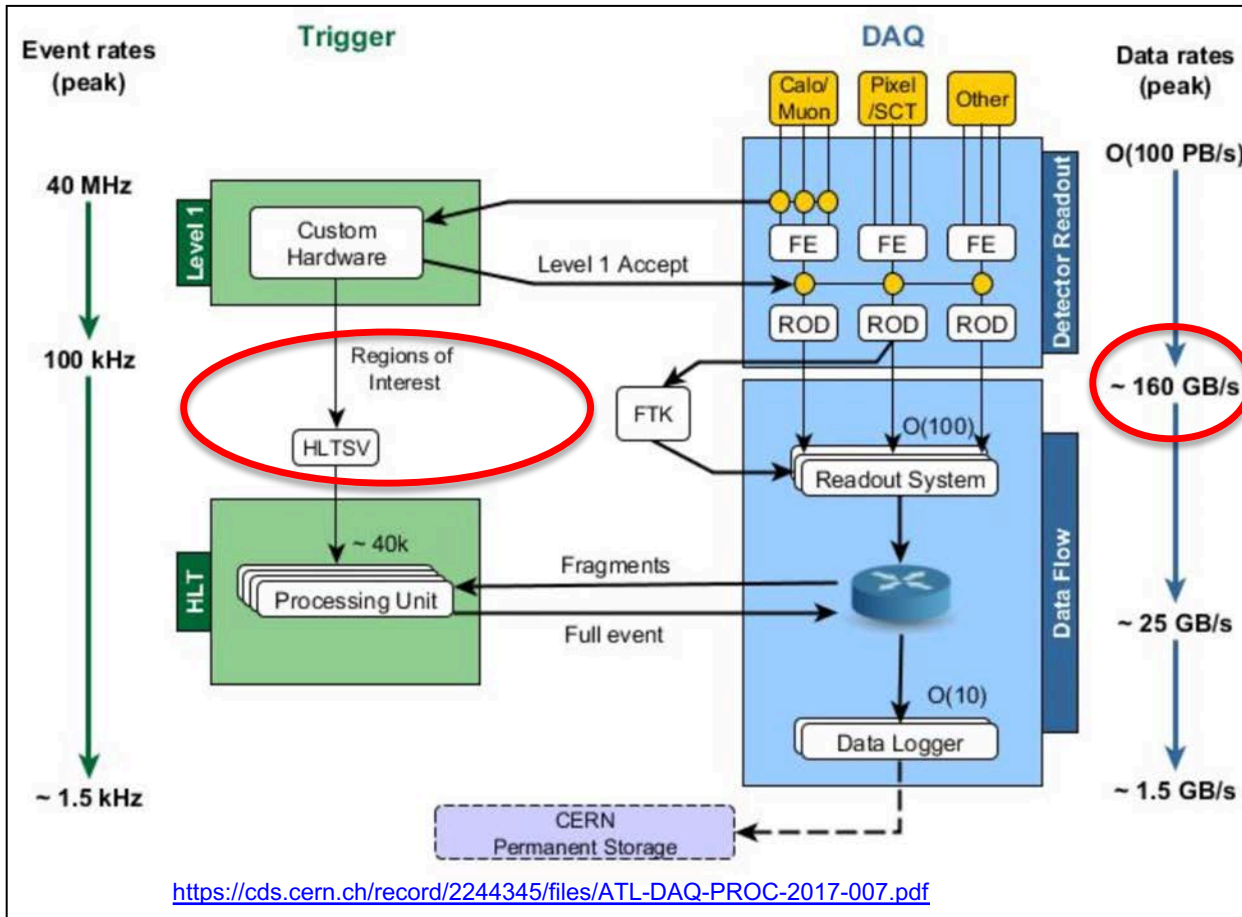 Event rates
(peak)
40 MHz
100 kHz
~ 1.5 kHz
Trigger
Level 1
Custom
Hardware
Level 1 Accept
Regions of
Interest
HLTSV
HLT
~ 40k
Processing Unit
Fragments
Full event
DAQ
Calo/
Muon
Pixel
/SCT
Other
FE
FE
FE
ROD
ROD
ROD
Detector Readout
FTK
O(100)
Readout System
O(10)
Data Logger
Data Flow
CERN
Permanent Storage
Data rates
(peak)
O(100 PB/s)
~ 160 GB/s
~ 25 GB/s
~ 1.5 GB/s
https://cds.cern.ch/record/2244345/files/ATL-DAQ-PROC-2017-007.pdf